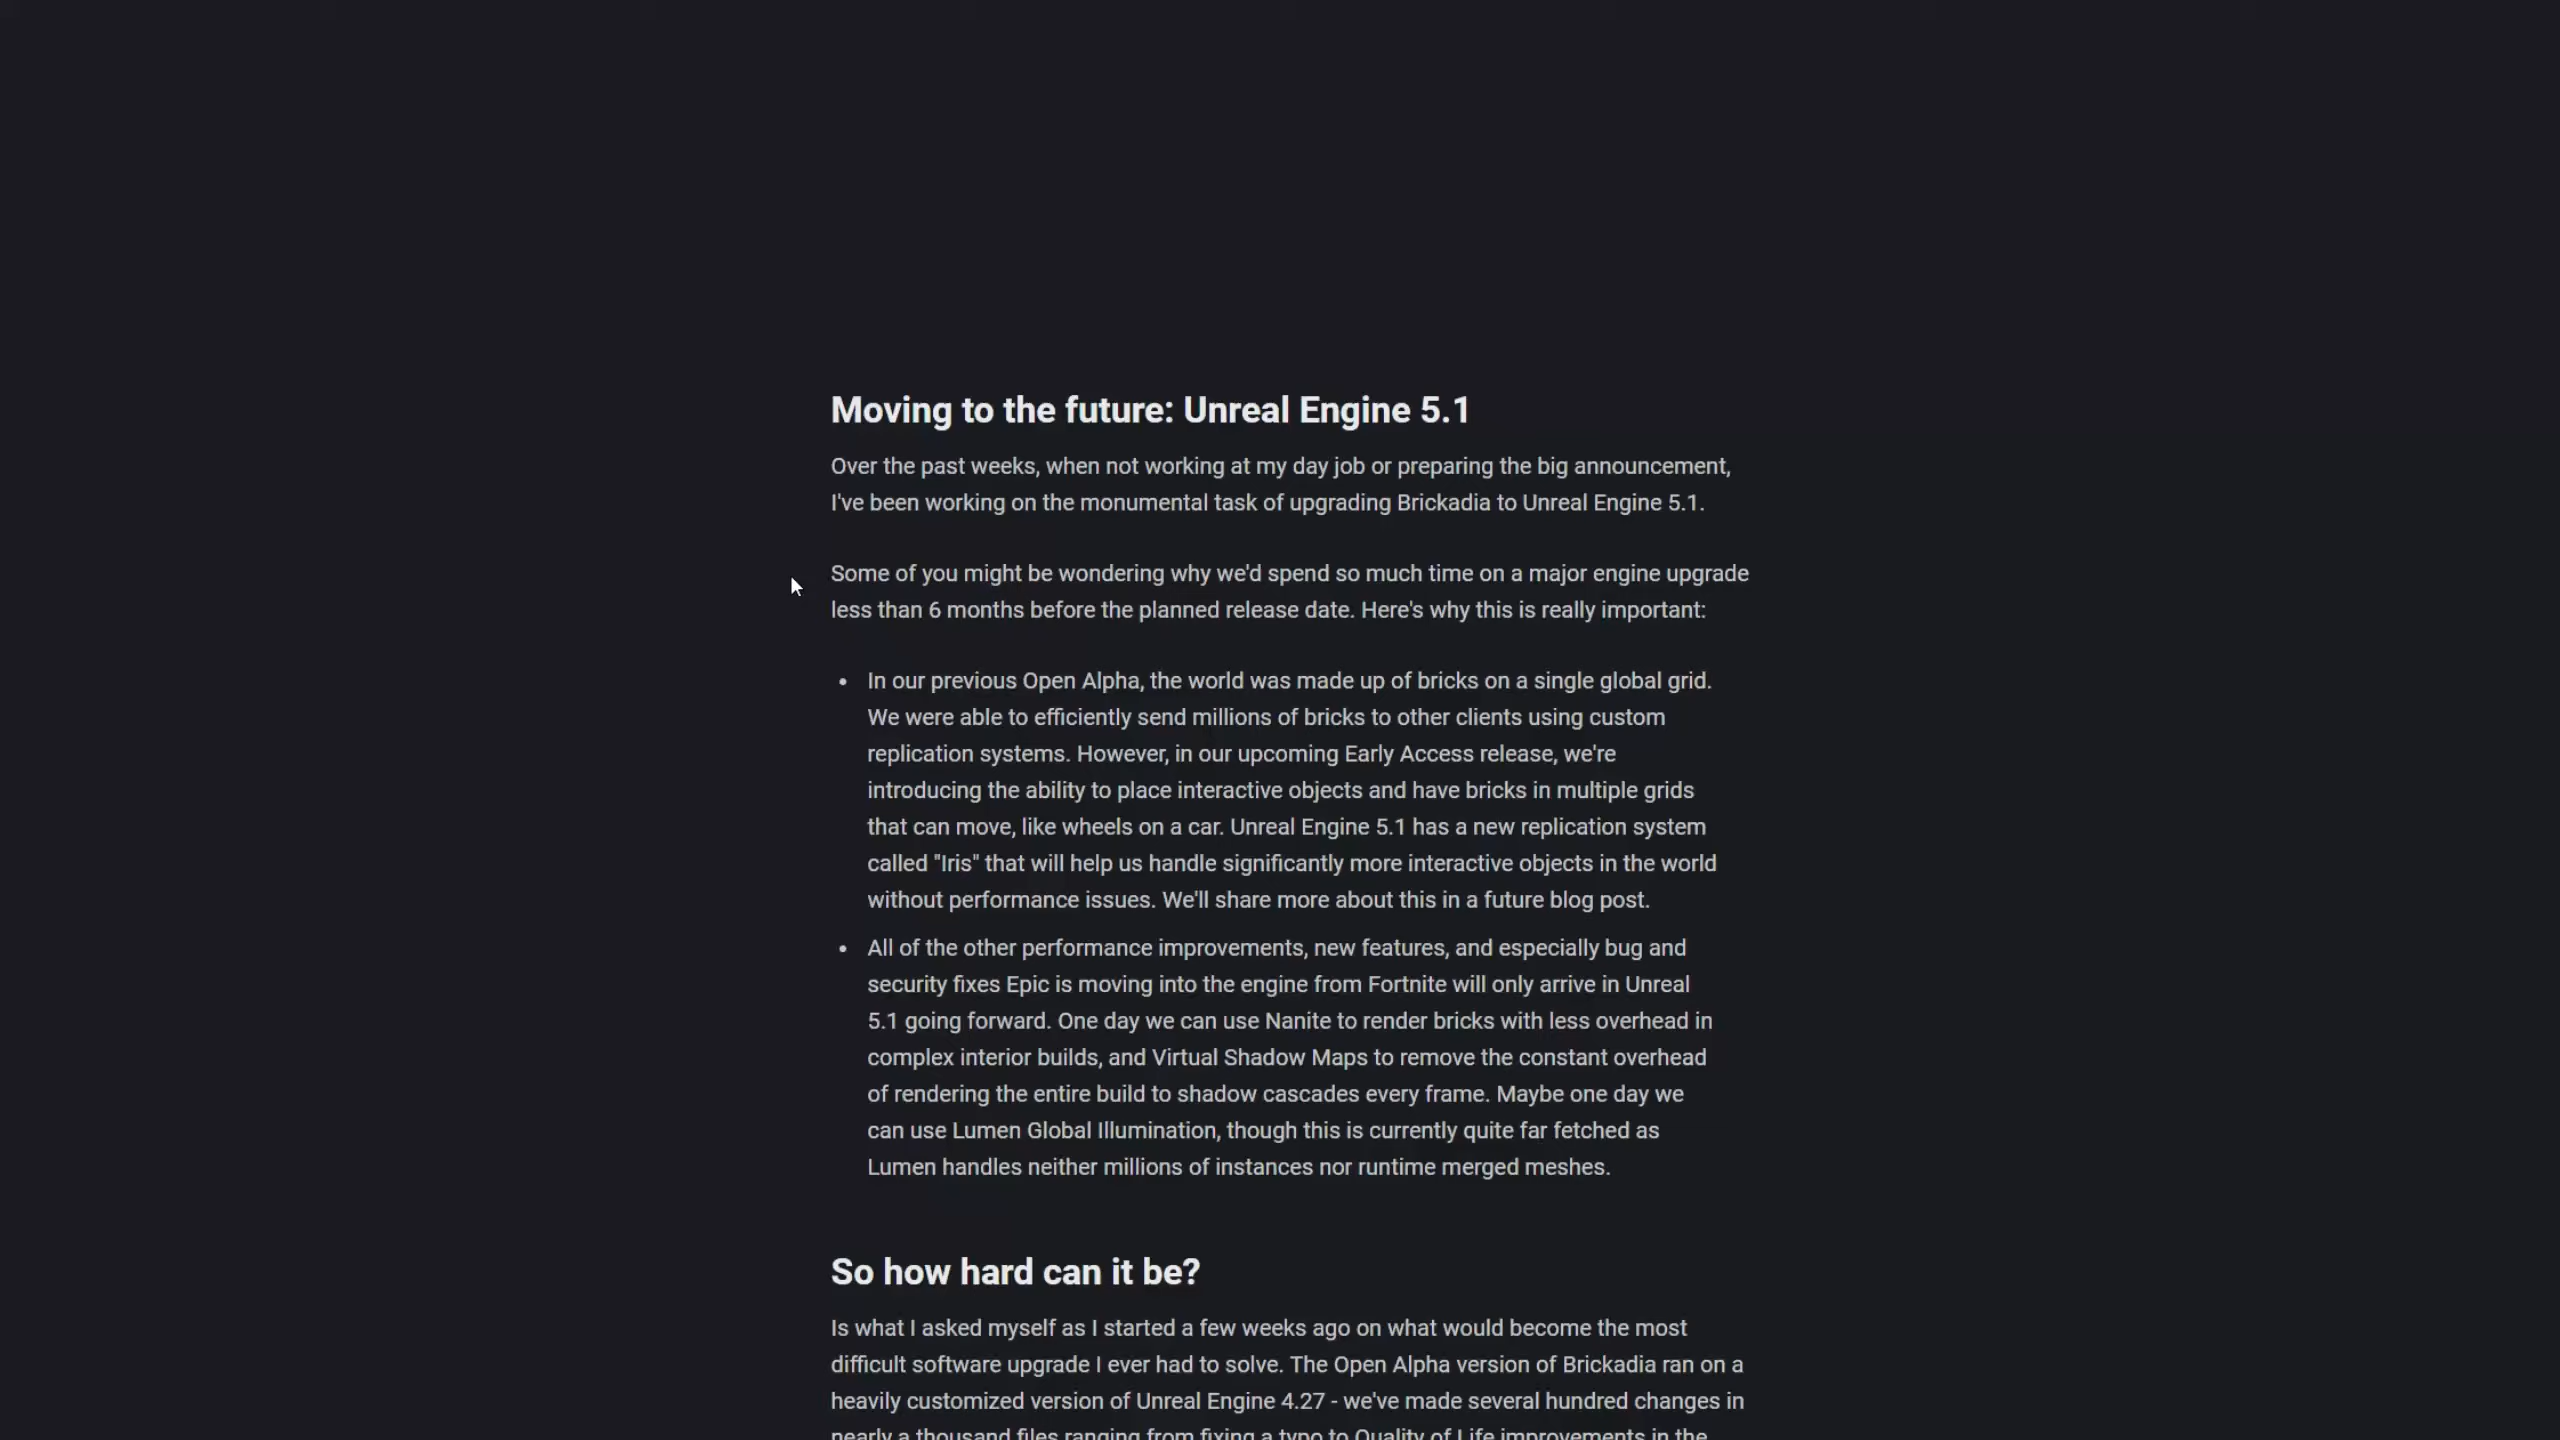 Moving to the future: Unreal Engine 5.1
Over the past weeks, when not working at my day job or preparing the big announcement,
I've been working on the monumental task of upgrading Brickadia to Unreal Engine 5.1.
Some of you might be wondering why we'd spend so much time on a major engine upgrade
less than 6 months before the planned release date. Here's why this is really important:
• In our previous Open Alpha, the world was made up of bricks on a single global grid.
We were able to efficiently send millions of bricks to other clients using custom
replication systems. However, in our upcoming Early Access release, we're
introducing the ability to place interactive objects and have bricks in multiple grids
that can move, like wheels on a car. Unreal Engine 5.1 has a new replication system
called "Iris" that will help us handle significantly more interactive objects in the world
without performance issues. We'll share more about this in a future blog post.
• All of the other performance improvements, new features, and especially bug and
security fixes Epic is moving into the engine from Fortnite will only arrive in Unreal
5.1 going forward. One day we can use Nanite to render bricks with less overhead in
complex interior builds, and Virtual Shadow Maps to remove the constant overhead
of rendering the entire build to shadow cascades every frame. Maybe one day we
can use Lumen Global Illumination, though this is currently quite far fetched as
Lumen handles neither millions of instances nor runtime merged meshes.
So how hard can it be?
Is what I asked myself as I started a few weeks ago on what would become the most
difficult software upgrade I ever had to solve. The Open Alpha version of Brickadia ran on a
heavily customized version of Unreal Engine 4.27 - we've made several hundred changes in
nearly a thousand files ranging from fixing a typo to Quality of Life improvements in the